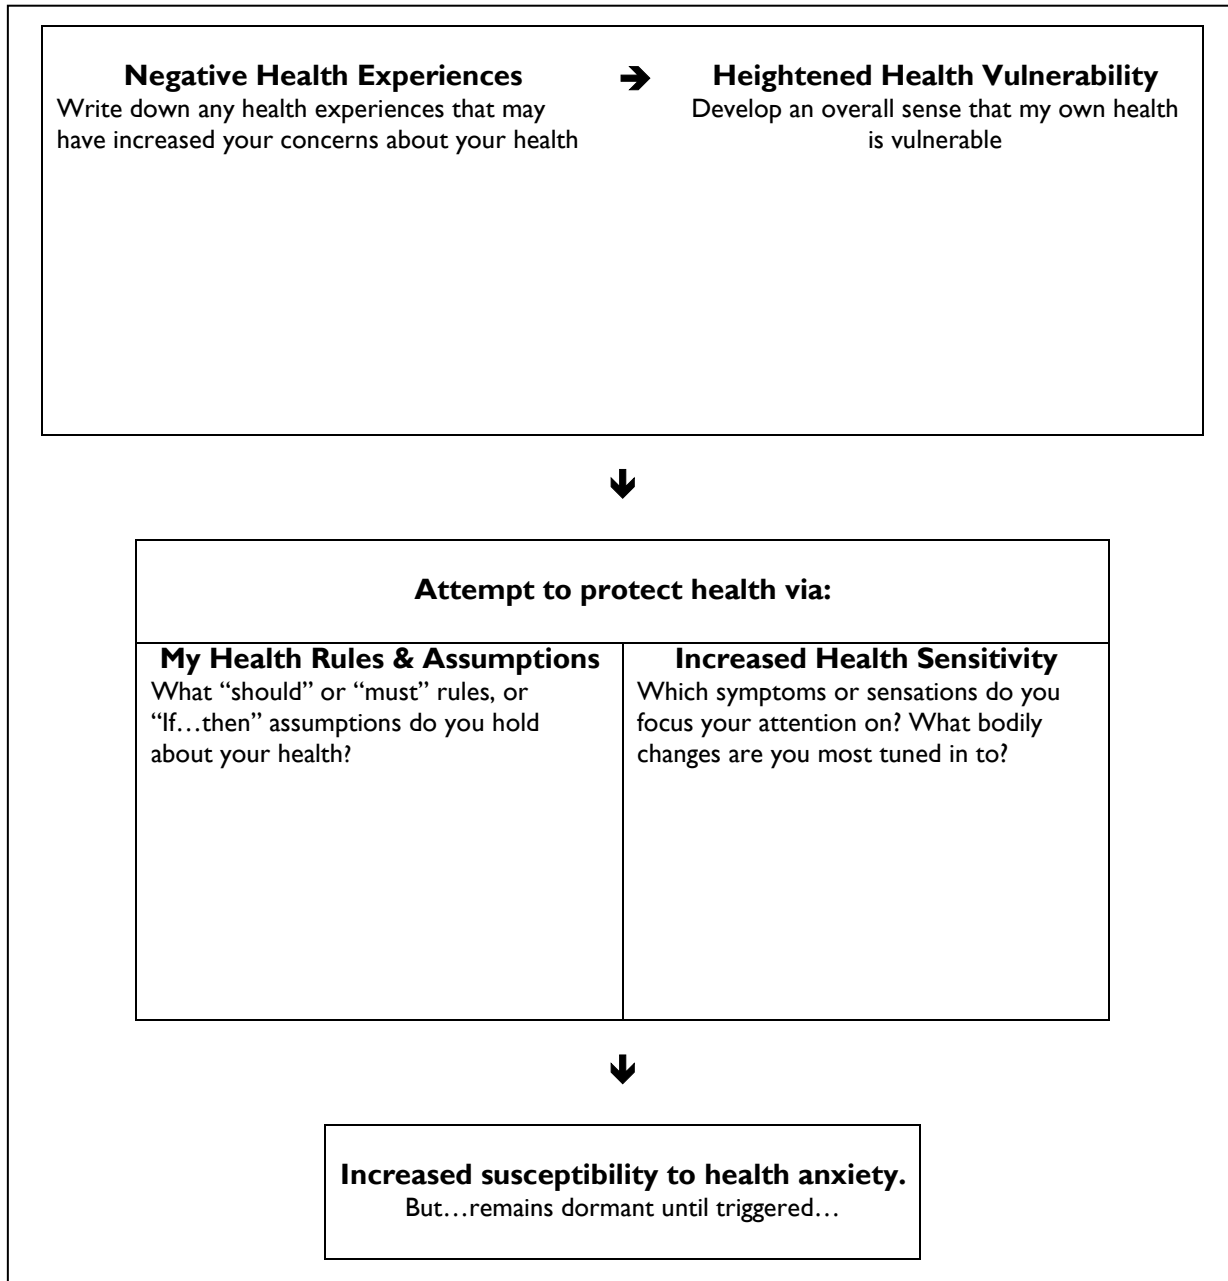 Negative Health Experiences
Write down any health experiences that may
have increased your concerns about your health
➔
Heightened Health Vulnerability
Develop an overall sense that my own health
is vulnerable
Attempt to protect health via:
My Health Rules & Assumptions
What “should” or “must” rules, or
“If…then” assumptions do you hold
about your health?
Increased Health Sensitivity
Which symptoms or sensations do you
focus your attention on? What bodily
changes are you most tuned in to?
Increased susceptibility to health anxiety.
But…remains dormant until triggered…